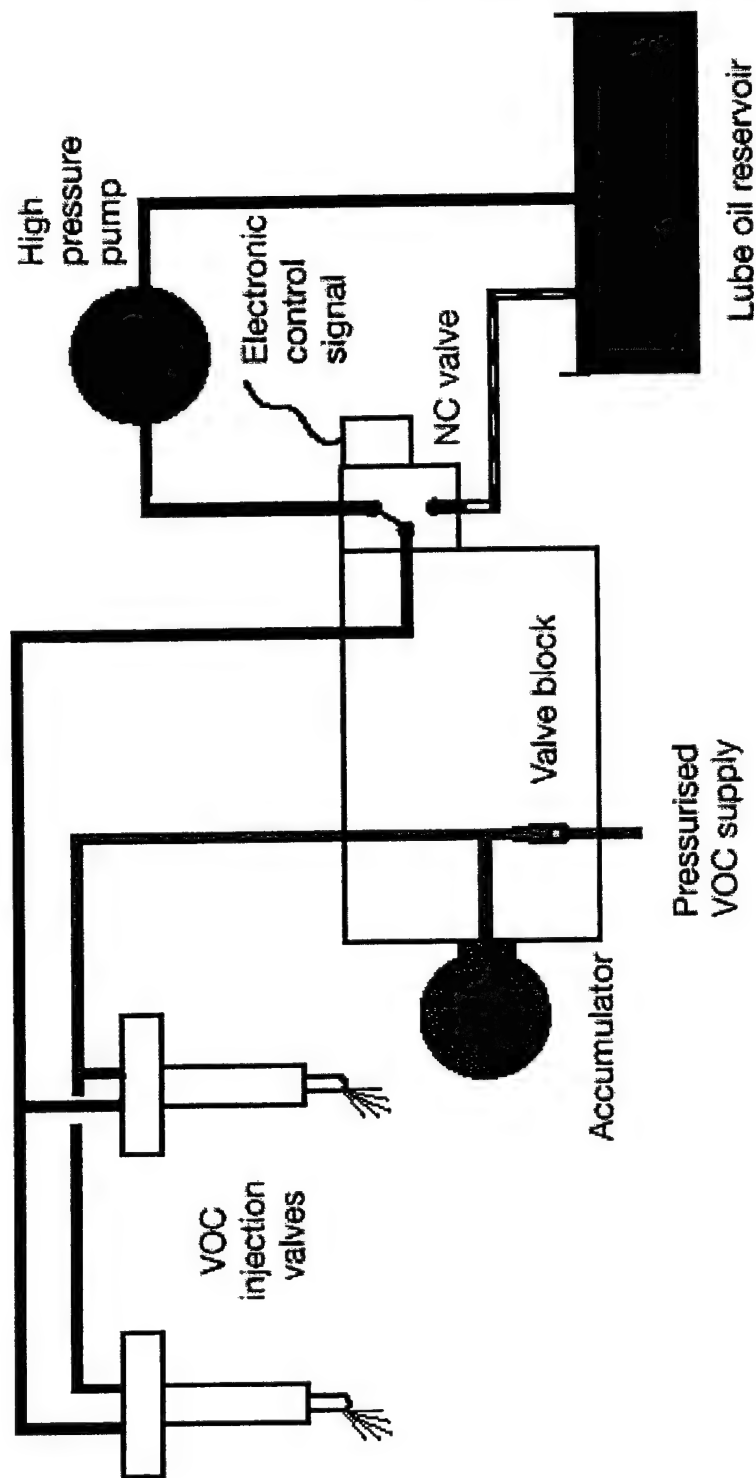 High
pressure
pump
Electronic
control
signal
NC valve
Lube oil reservoir
VOC
injection
valves
Valve block
Accumulator
Pressurised
VOC supply